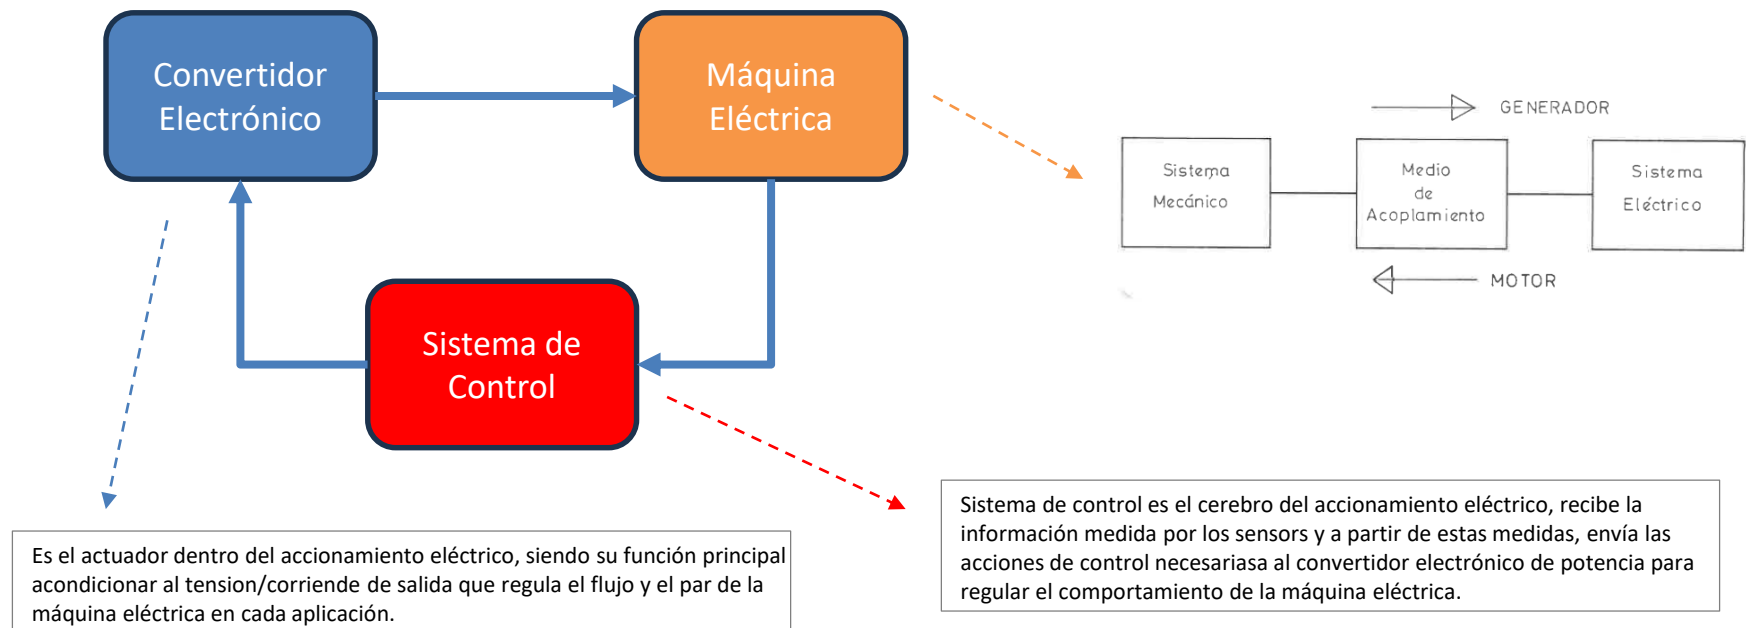 Convertidor
Electrónico
Máquina
Eléctrica
Sistema de
Control
GENERADOR
Sistema
Mecánico
Medio
de
Acoplamiento
Sistema
Eléctrico
MOTOR
Es el actuador dentro del accionamiento eléctrico, siendo su función principal
acondicionar al tension/corriende de salida que regula el flujo y el par de la
máquina eléctrica en cada aplicación.
Sistema de control es el cerebro del accionamiento eléctrico, recibe la
información medida por los sensors y a partir de estas medidas, envía las
acciones de control necesariasa al convertidor electrónico de potencia para
regular el comportamiento de la máquina eléctrica.